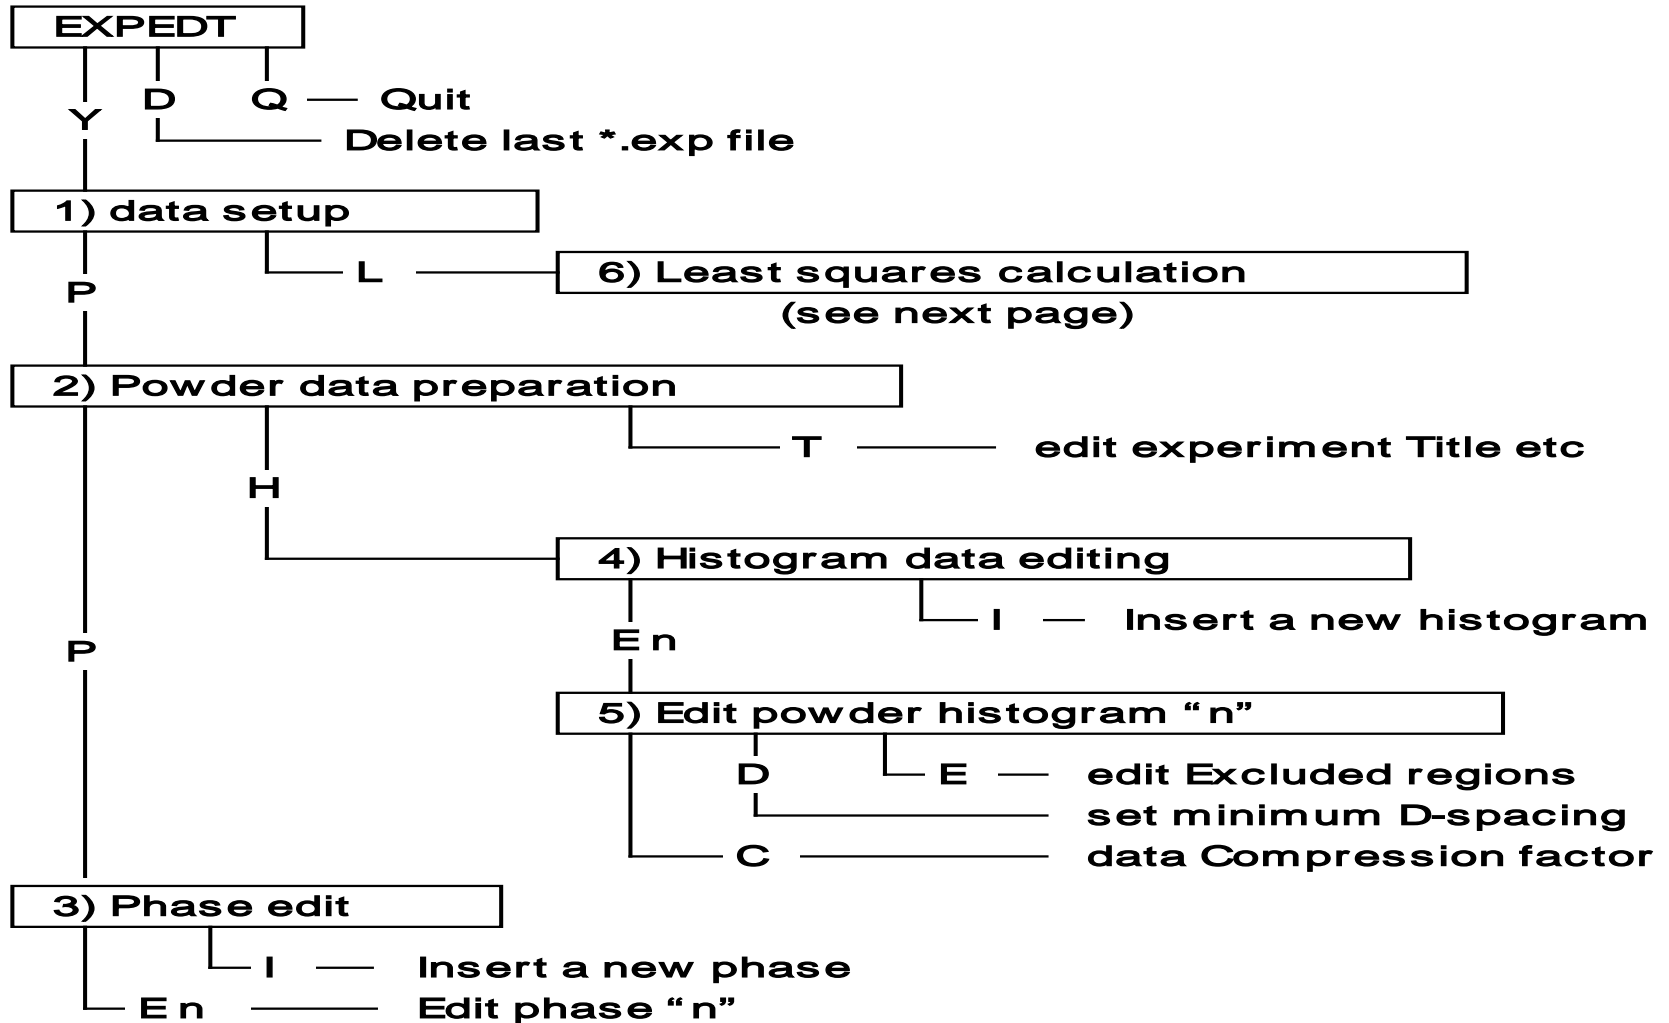 EXPEDT
D Q Quit
Y
Delete last *.exp file
1) data setup
L 6) Least squares calculation
P
(see next page)
2) Powder data preparation
T edit experiment Title etc
H
4) Histogram data editing
I Insert a new histogram
E n
P
5) Edit powder histogram “n”
D E edit Excluded regions
set minimum D-spacing
C data Compression factor
3) Phase edit
I Insert a new phase
E n Edit phase “n”